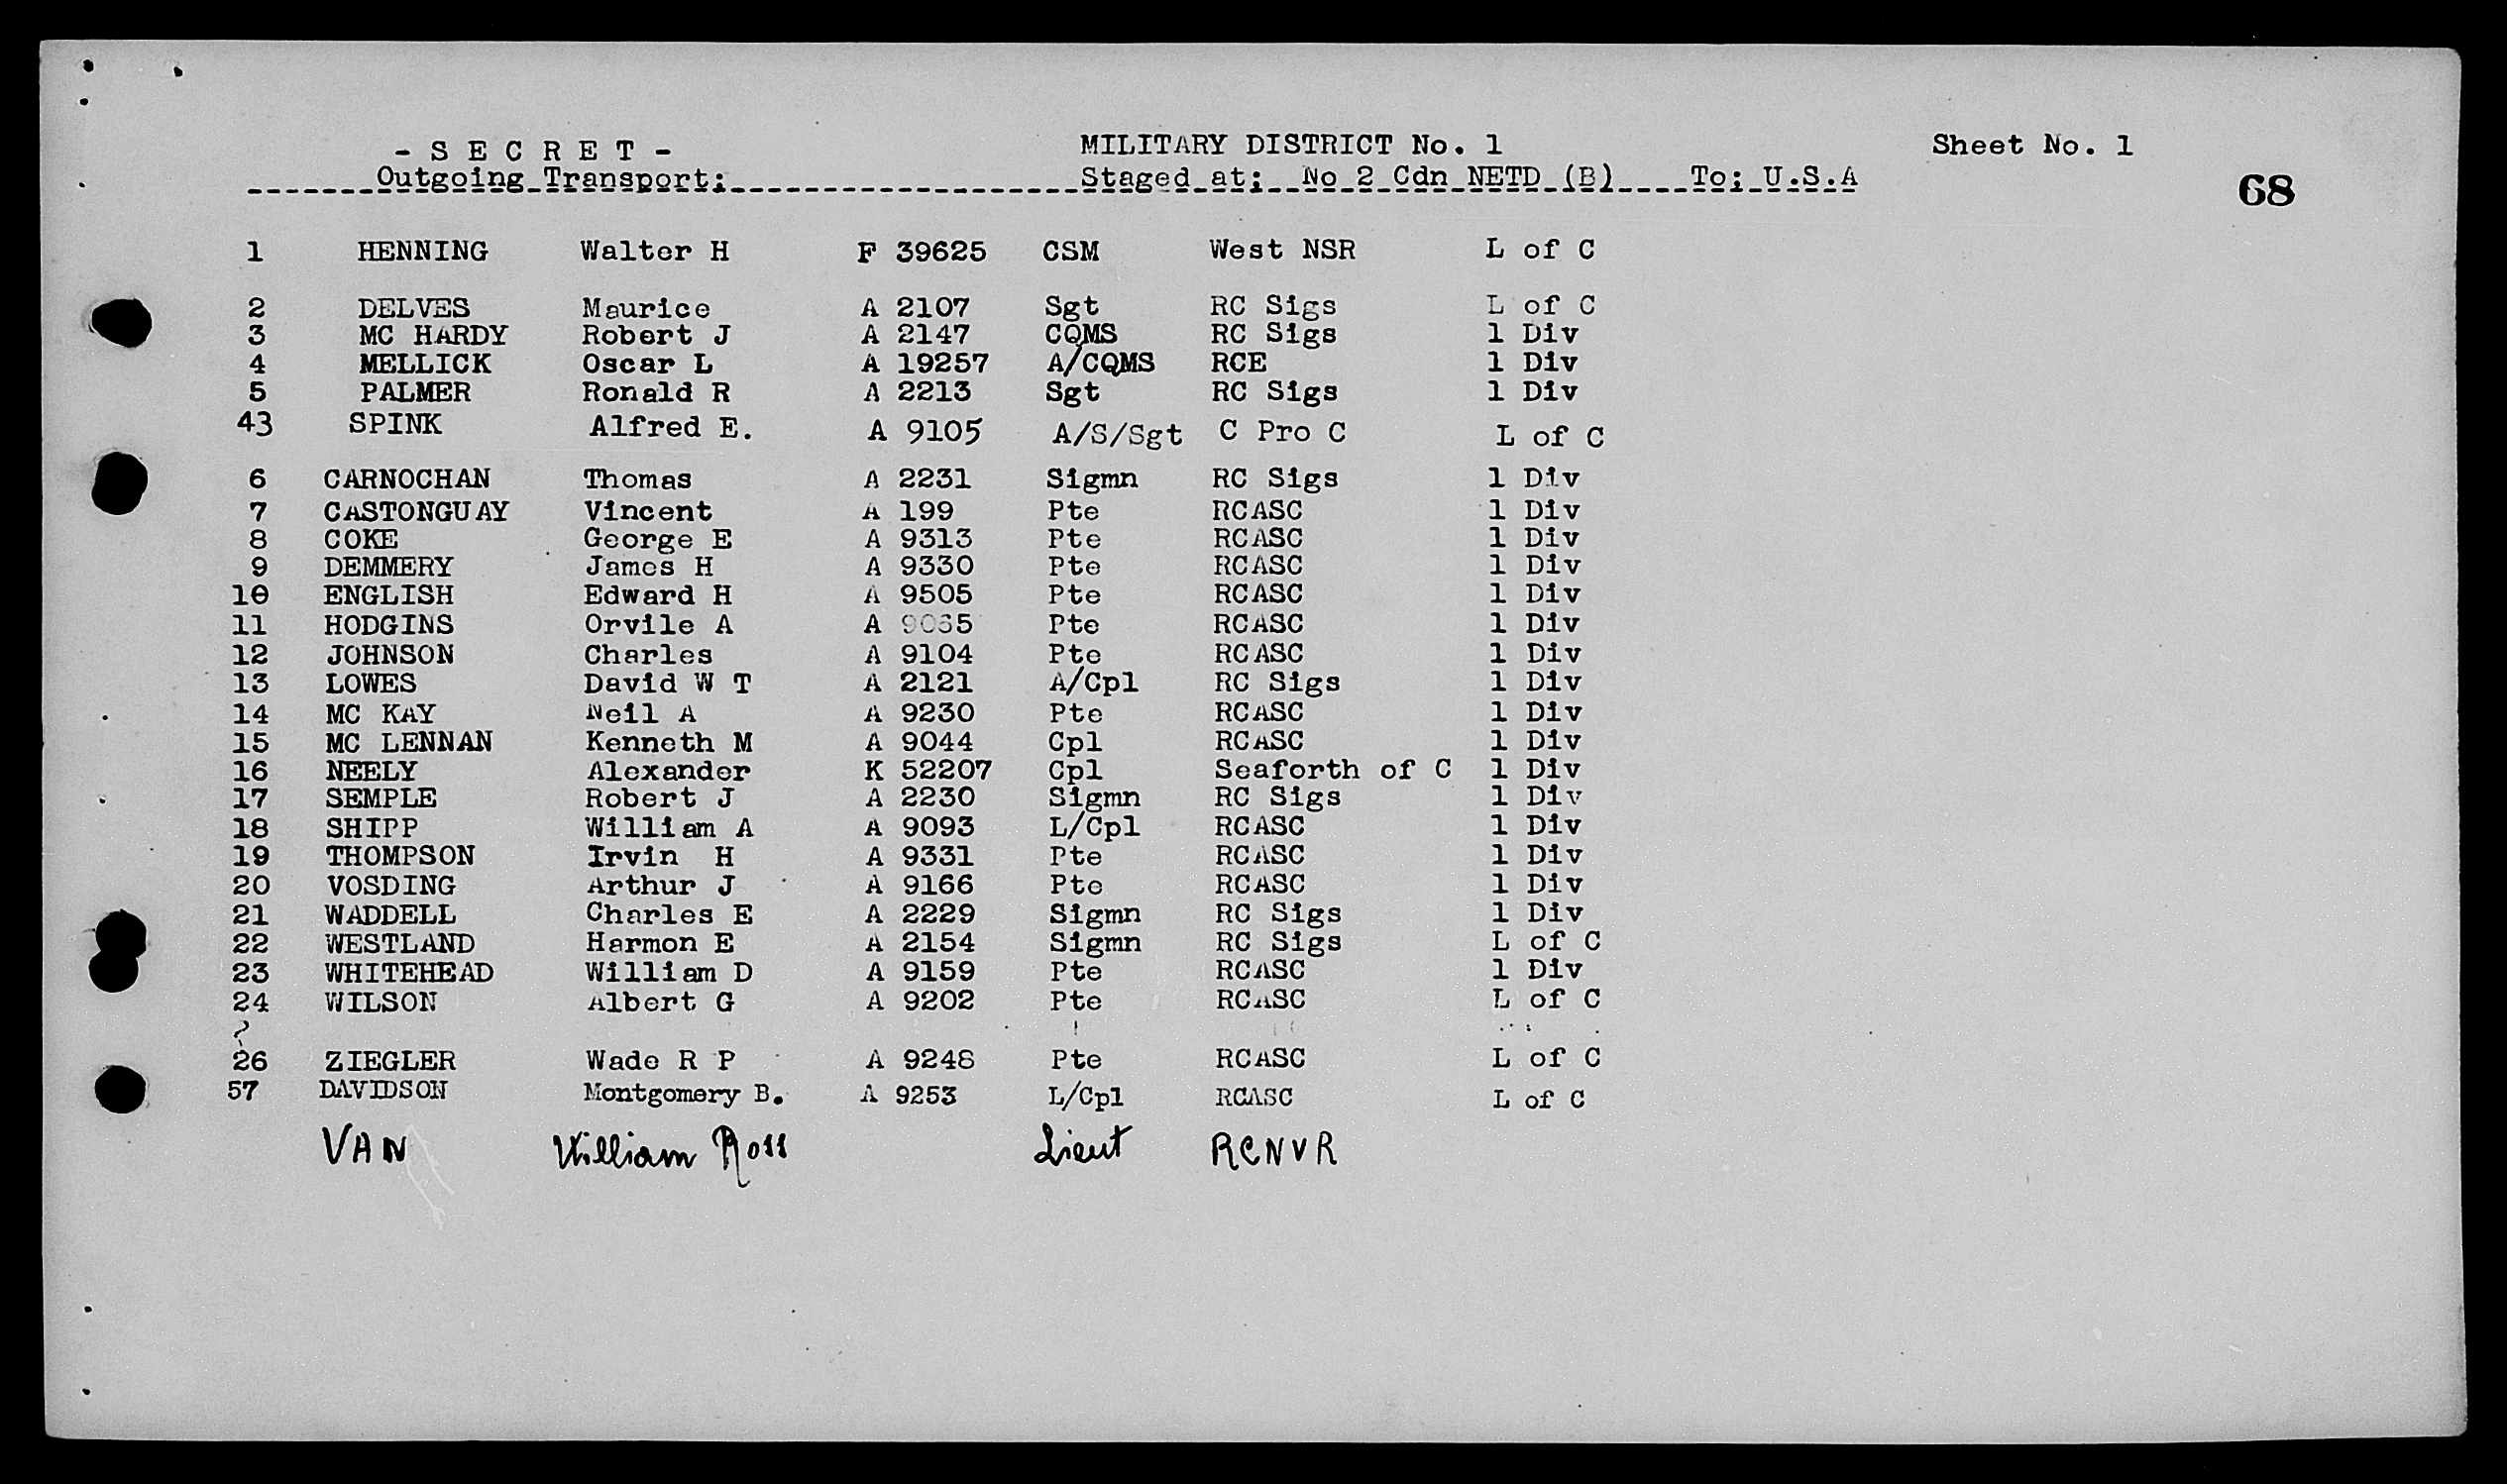 - S E C R E T - MILITARY DISTRICT No. 1 Sheet No. 1
Outgoing Transport: Staged at: No 2 Cdn NETD (B) To: U.S.A
68
1 HENNING Walter H F 39625 CSM West NSR L of C
2 DELVES Maurice A 2107 Sgt RC Sigs L of C
3 MC HARDY Robert J A 2147 CQMS RC Sigs 1 Div
4 MELLICK Oscar L A 19257 A/CQMS RCE 1 Div
5 PALMER Ronald R A 2213 Sgt RC Sigs 1 Div
43 SPINK Alfred E. A 9105 A/S/Sgt C Pro C L of C
6 CARNOCHAN Thomas A 2231 Sigmn RC Sigs 1 Div
7 CASTONGUAY Vincent A 199 Pte RCASC 1 Div
8 COKE George E A 9313 Pte RCASC 1 Div
9 DEMMERY James H A 9330 Pte RCASC 1 Div
10 ENGLISH Edward H A 9505 Pte RCASC 1 Div
11 HODGINS Orvile A A Pte RCASC 1 Div
12 JOHNSON Charles A 9104 Pte RCASC 1 Div
13 LOWES David W T A 2121 A/Cpl RC Sigs 1 Div
14 MC KAY Neil A A 9230 Pte RCASC 1 Div
15 MC LENNAN Kenneth M A 9044 Cpl RCASC 1 Div
16 NEELY Alexander K 52207 Cpl Seaforth of C 1 Div
17 SEMPLE Robert J A 2230 Sigmn RC Sigs 1 Div
18 SHIPP William A A 9093 L/Cpl RCASC 1 Div
19 THOMPSON Irvin H A 9331 Pte RCASC 1 Div
20 VOSDING Arthur J A 9166 Pte RCASC 1 Div
21 WADDELL Charles E A 2229 Sigmn RC Sigs 1 Div
22 WESTLAND Harmon E A 2154 Sigmn RC Sigs L of C
23 WHITEHEAD William D A 9159 Pte RCASC 1 Div
24 WILSON Albert G A 9202 Pte RCASC L of C
26 ZIEGLER Wade R P A 9248 Pte RCASC L of C
57 DAVIDSON Montgomery B. A 9253 L/Cpl RCASC L of C
VAN William Ross Lieut RCNVR